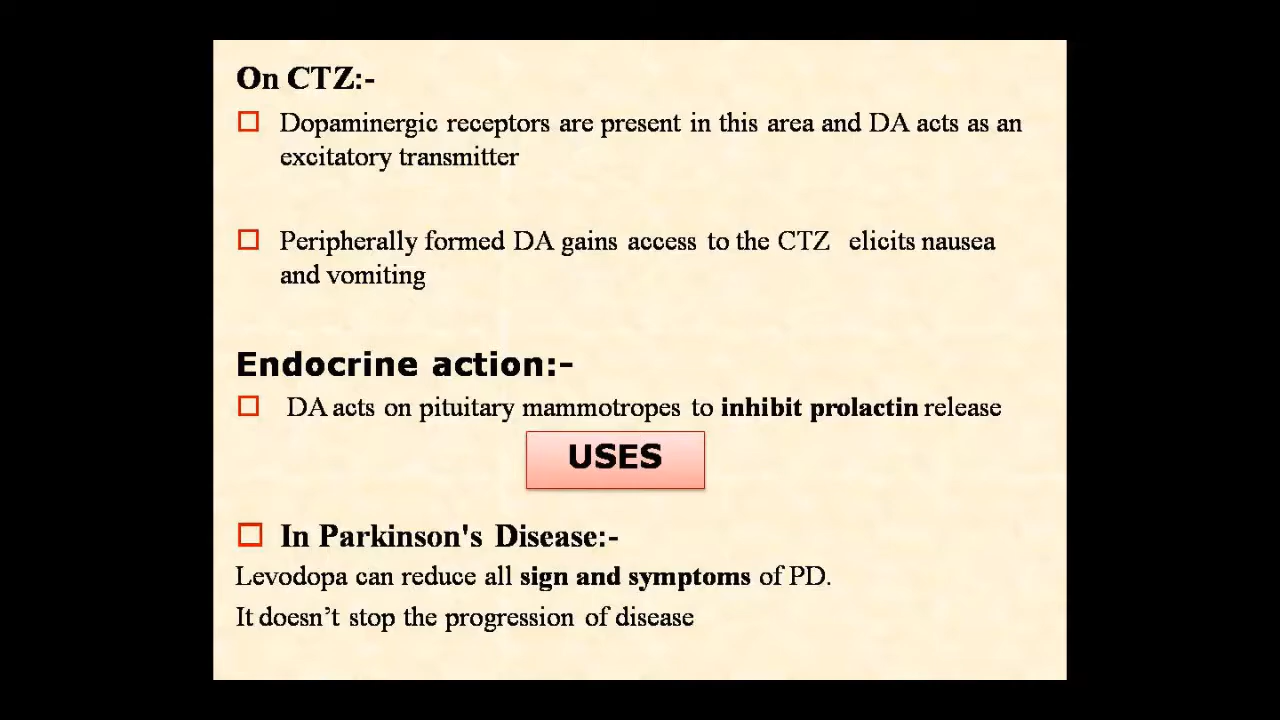 On CTZ:-
Dopaminergic receptors are present in this area and DA acts as an
excitatory transmitter
Peripherally formed DA gains access to the CTZ elicits nausea
and vomiting
Endocrine action:-
DA acts on pituitary mammotropes to inhibit prolactin release
USES
In Parkinson's Disease:-
Levodopa can reduce all sign and symptoms of PD.
It doesn’t stop the progression of disease